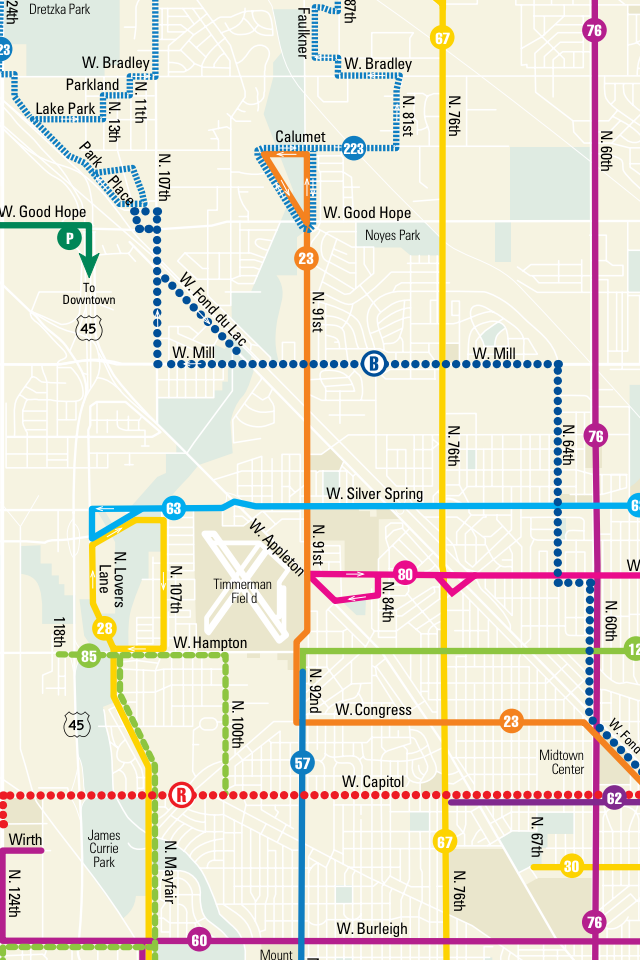 24th
Dretzka Park
Faulkner
87th
76
67
23
W. Bradley
W. Bradley
Parkland
N. 11th
Lake Park
N. 13th
N. 81st
N. 76th
Calumet
223
N. 60th
Park
Place
N. 107th
W. Good Hope
W. Good Hope
P
Noyes Park
23
To
Downtown
45
W. Fond du Lac
N. 91st
W. Mill
B
W. Mill
N. 76th
N. 64th
76
63
W. Silver Spring
W. Appleton
N. 91st
80
W
N. Lovers
Lane
N. 107th
Timmerman
Fiel d
N. 84th
N. 60th
118th
28
W. Hampton
85
12
N. 92nd
N. 100th
W. Congress
23
45
W. Fond
57
Midtown
Center
R
W. Capitol
62
Wirth
James
Currie
Park
N. Mayfair
67
N. 67th
30
N. 124th
N. 76th
60
W. Burleigh
76
Mount